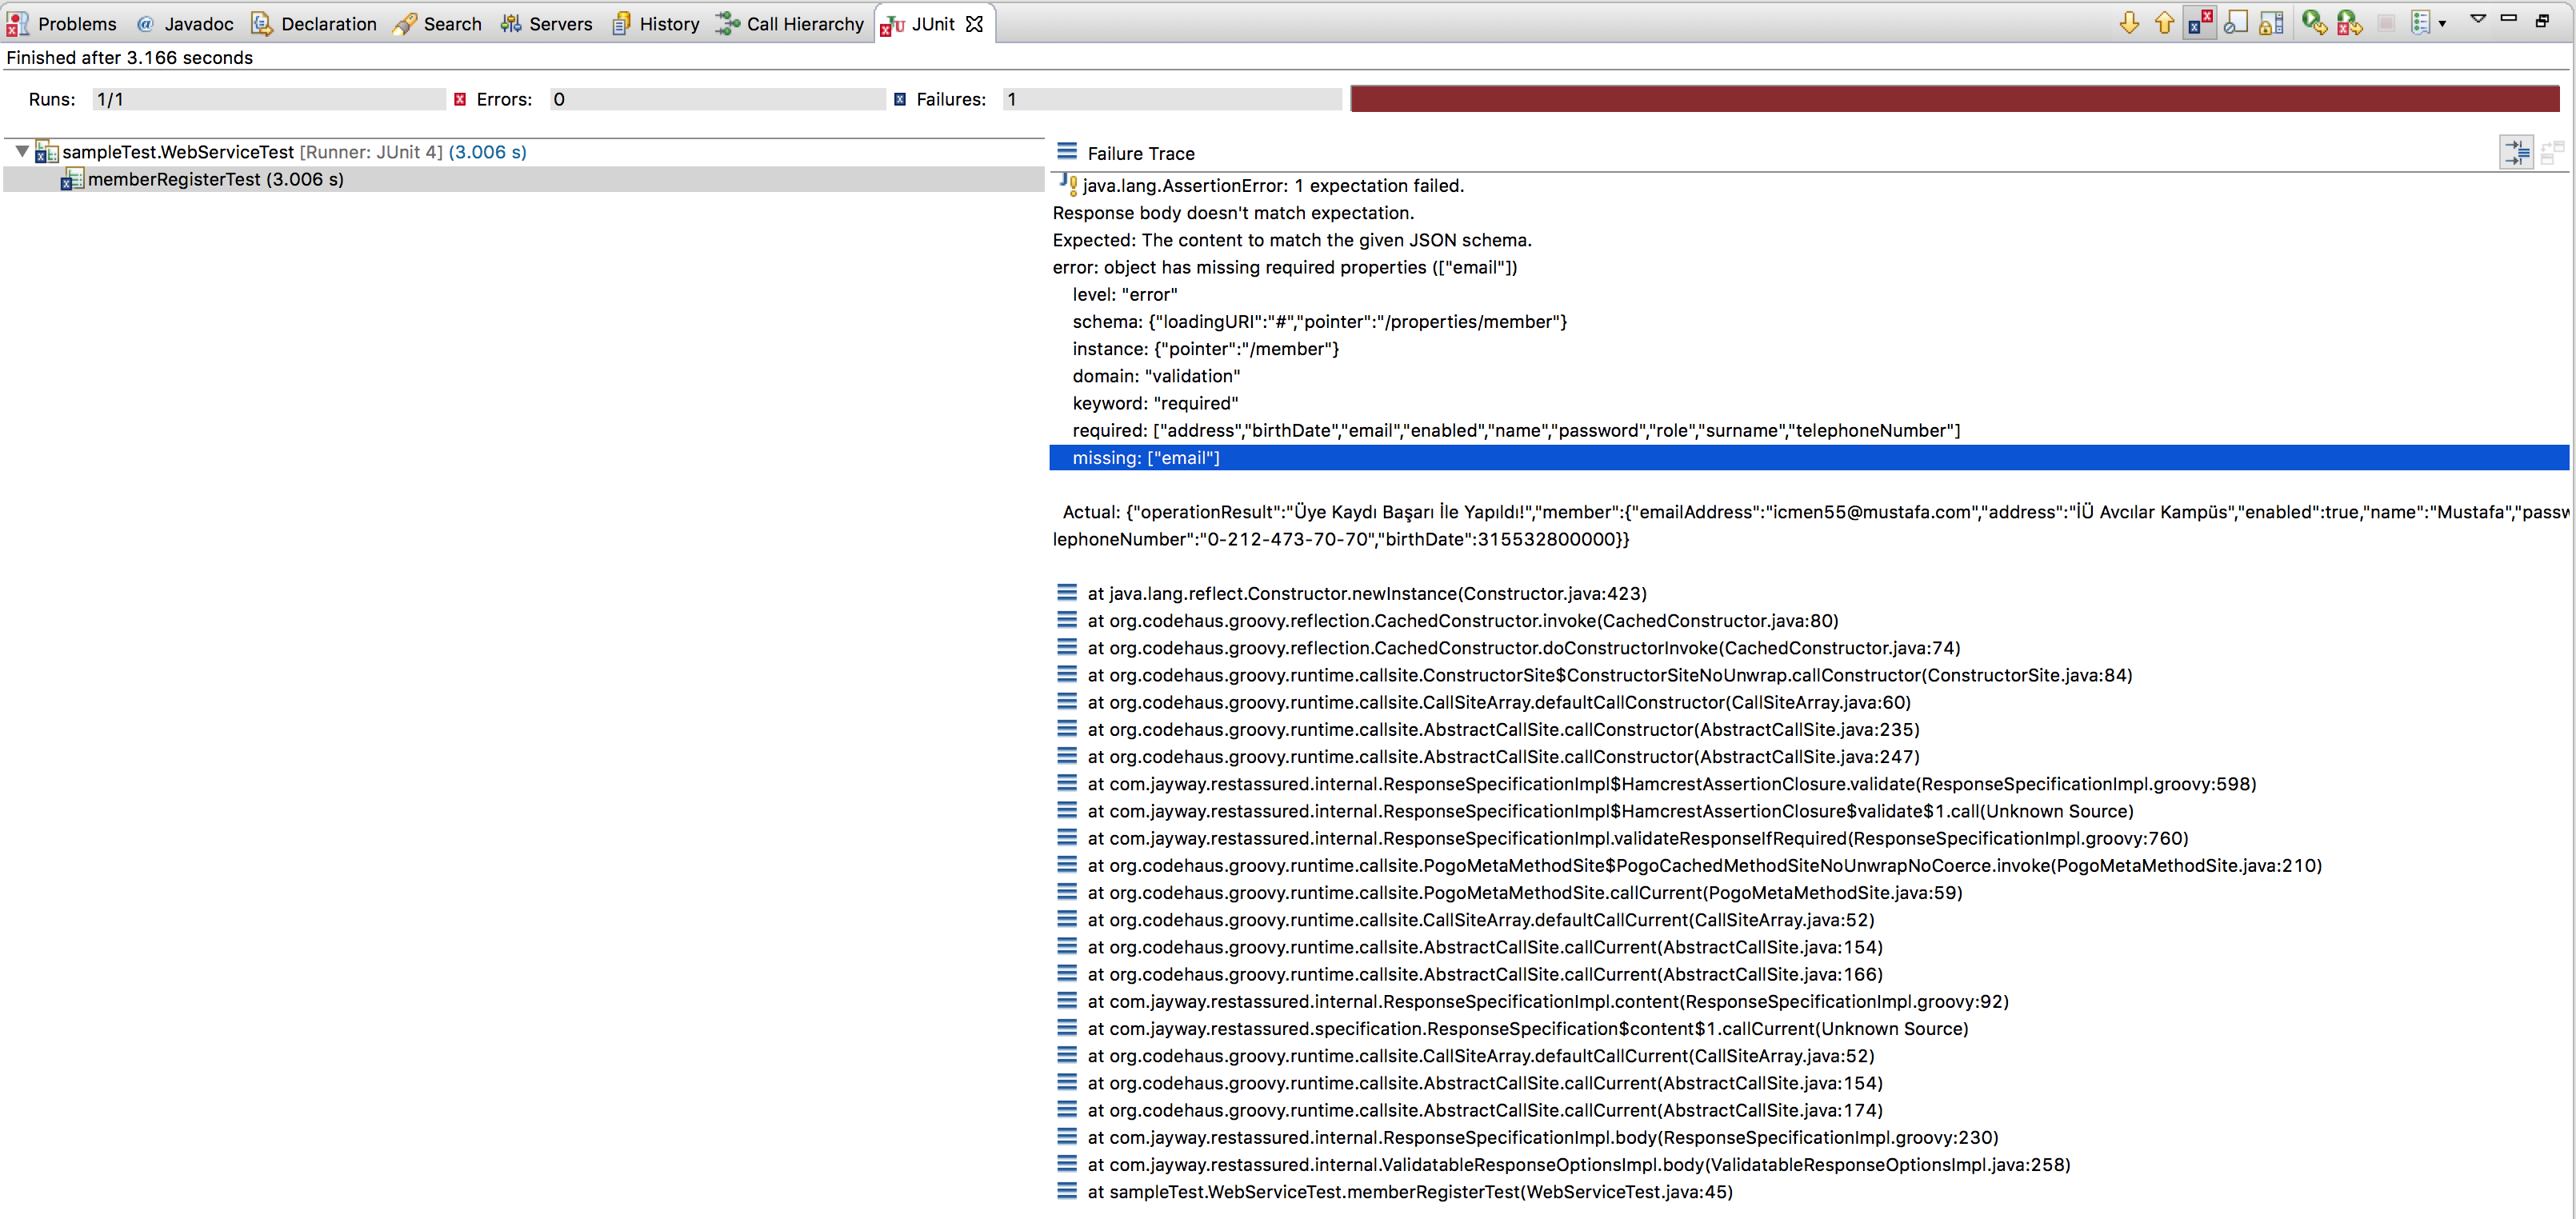 Problems @ Javadoc Declaration Search Servers History Call Hierarchy JUnit
Finished after 3.166 seconds
Runs: 1/1 Errors: 0 Failures: 1
sampleTest.WebServiceTest [Runner: JUnit 4] (3.006 s)
memberRegisterTest (3.006 s)
Failure Trace
java.lang.AssertionError: 1 expectation failed.
Response body doesn't match expectation.
Expected: The content to match the given JSON schema.
error: object has missing required properties (["email"])
level: "error"
schema: {"loadingURI":"#","pointer":"/properties/member"}
instance: {"pointer":"/member"}
domain: "validation"
keyword: "required"
required: ["address","birthDate","email","enabled","name","password","role","surname","telephoneNumber"]
missing: ["email"]
Actual: {"operationResult":"Üye Kaydı Başarı İle Yapıldı!","member":{"emailAddress":"icmen55@mustafa.com","address":"İÜ Avcılar Kampüs","enabled":true,"name":"Mustafa","passw
lephoneNumber":"0-212-473-70-70","birthDate":315532800000}}
at java.lang.reflect.Constructor.newInstance(Constructor.java:423)
at org.codehaus.groovy.reflection.CachedConstructor.invoke(CachedConstructor.java:80)
at org.codehaus.groovy.reflection.CachedConstructor.doConstructorInvoke(CachedConstructor.java:74)
at org.codehaus.groovy.runtime.callsite.ConstructorSite$ConstructorSiteNoUnwrap.callConstructor(ConstructorSite.java:84)
at org.codehaus.groovy.runtime.callsite.CallSiteArray.defaultCallConstructor(CallSiteArray.java:60)
at org.codehaus.groovy.runtime.callsite.AbstractCallSite.callConstructor(AbstractCallSite.java:235)
at org.codehaus.groovy.runtime.callsite.AbstractCallSite.callConstructor(AbstractCallSite.java:247)
at com.jayway.restassured.internal.ResponseSpecificationImpl$HamcrestAssertionClosure.validate(ResponseSpecificationImpl.groovy:598)
at com.jayway.restassured.internal.ResponseSpecificationImpl$HamcrestAssertionClosure$validate$1.call(Unknown Source)
at com.jayway.restassured.internal.ResponseSpecificationImpl.validateResponseIfRequired(ResponseSpecificationImpl.groovy:760)
at org.codehaus.groovy.runtime.callsite.PogoMetaMethodSite$PogoCachedMethodSiteNoUnwrapNoCoerce.invoke(PogoMetaMethodSite.java:210)
at org.codehaus.groovy.runtime.callsite.PogoMetaMethodSite.callCurrent(PogoMetaMethodSite.java:59)
at org.codehaus.groovy.runtime.callsite.CallSiteArray.defaultCallCurrent(CallSiteArray.java:52)
at org.codehaus.groovy.runtime.callsite.AbstractCallSite.callCurrent(AbstractCallSite.java:154)
at org.codehaus.groovy.runtime.callsite.AbstractCallSite.callCurrent(AbstractCallSite.java:166)
at com.jayway.restassured.internal.ResponseSpecificationImpl.content(ResponseSpecificationImpl.groovy:92)
at com.jayway.restassured.specification.ResponseSpecification$content$1.callCurrent(Unknown Source)
at org.codehaus.groovy.runtime.callsite.CallSiteArray.defaultCallCurrent(CallSiteArray.java:52)
at org.codehaus.groovy.runtime.callsite.AbstractCallSite.callCurrent(AbstractCallSite.java:154)
at org.codehaus.groovy.runtime.callsite.AbstractCallSite.callCurrent(AbstractCallSite.java:174)
at com.jayway.restassured.internal.ResponseSpecificationImpl.body(ResponseSpecificationImpl.groovy:230)
at com.jayway.restassured.internal.ValidatableResponseOptionsImpl.body(ValidatableResponseOptionsImpl.java:258)
at sampleTest.WebServiceTest.memberRegisterTest(WebServiceTest.java:45)